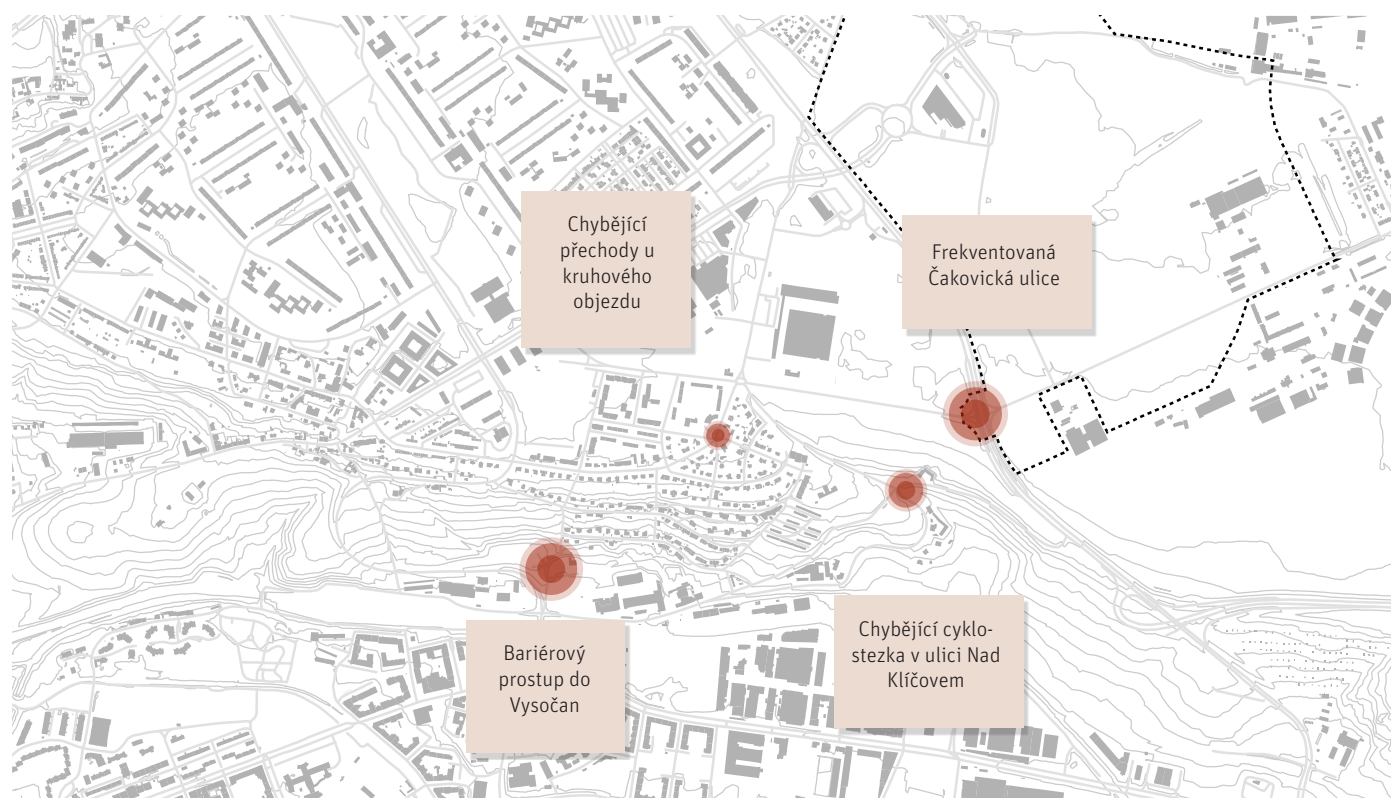 Chybějící
přechody u
kruhového
objezdu
Frekventovaná
Čakovická ulice
Bariérový
prostup do
Vysočan
Chybějící cyklo-
stezka v ulici Nad
Klíčovem